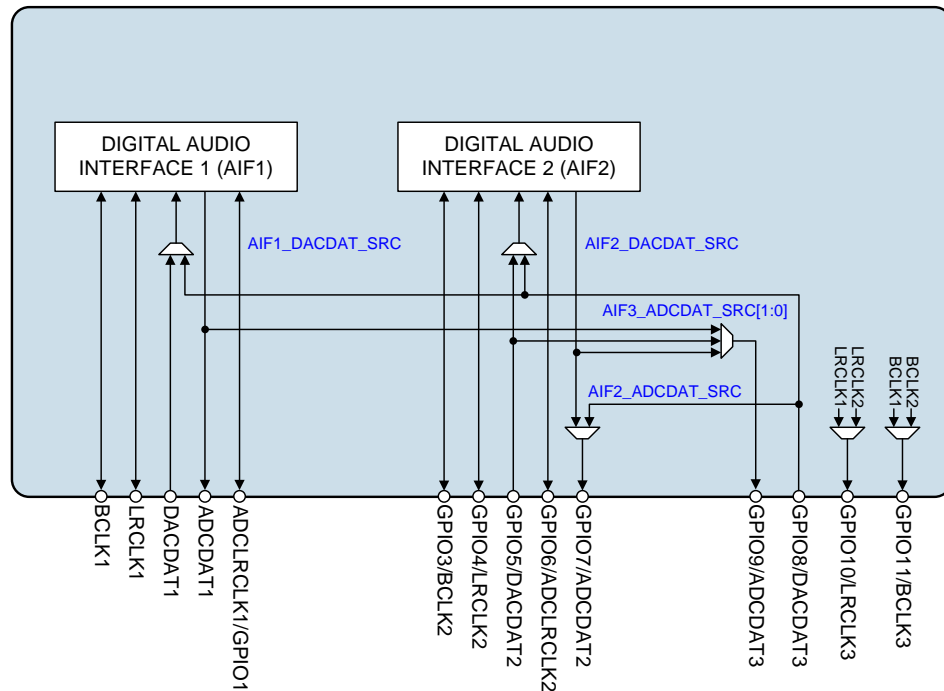 DIGITAL AUDIO
INTERFACE 1 (AIF1)
DIGITAL AUDIO
INTERFACE 2 (AIF2)
AIF1_DACDAT_SRC
AIF2_DACDAT_SRC
AIF3_ADCDAT_SRC[1:0]
AIF2_ADCDAT_SRC
LRCLK2
LRCLK1
BCLK2
BCLK1
BCLK1
LRCLK1
DACDAT1
ADCDAT1
ADCLRCLK1/GPIO1
GPIO3/BCLK2
GPIO4/LRCLK2
GPIO5/DACDAT2
GPIO6/ADCLRCLK2
GPIO7/ADCDAT2
GPIO9/ADCDAT3
GPIO8/DACDAT3
GPIO10/LRCLK3
GPIO11/BCLK3